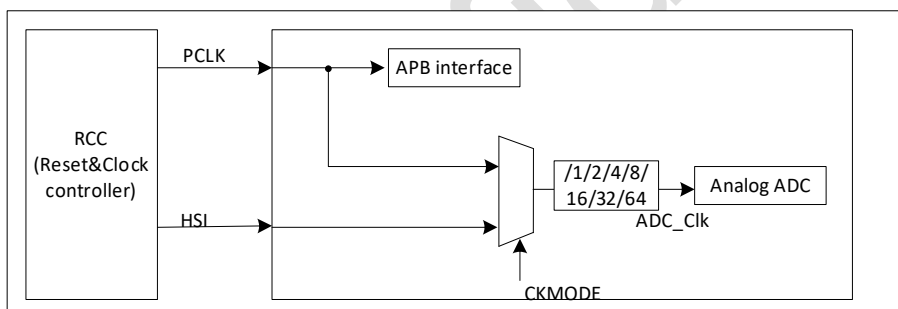 PCLK
APB interface
RCC
(Reset&Clock
controller)
/1/2/4/8/
16/32/64
Analog ADC
ADC_Clk
HSI
CKMODE